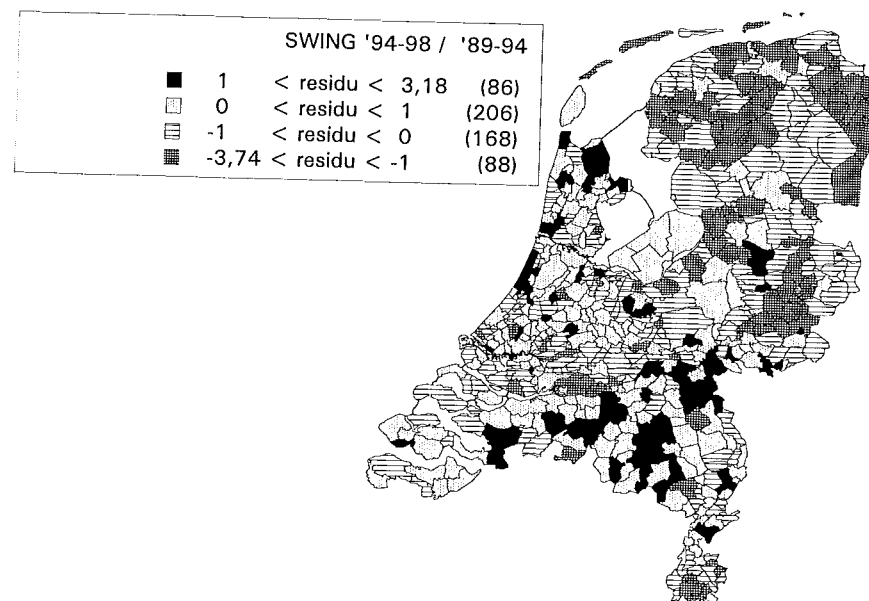 SWING '94-98 / '89-94
1 < residu < 3,18 (86)
0 < residu < 1 (206)
-1 < residu < 0 (168)
-3,74 < residu < -1 (88)